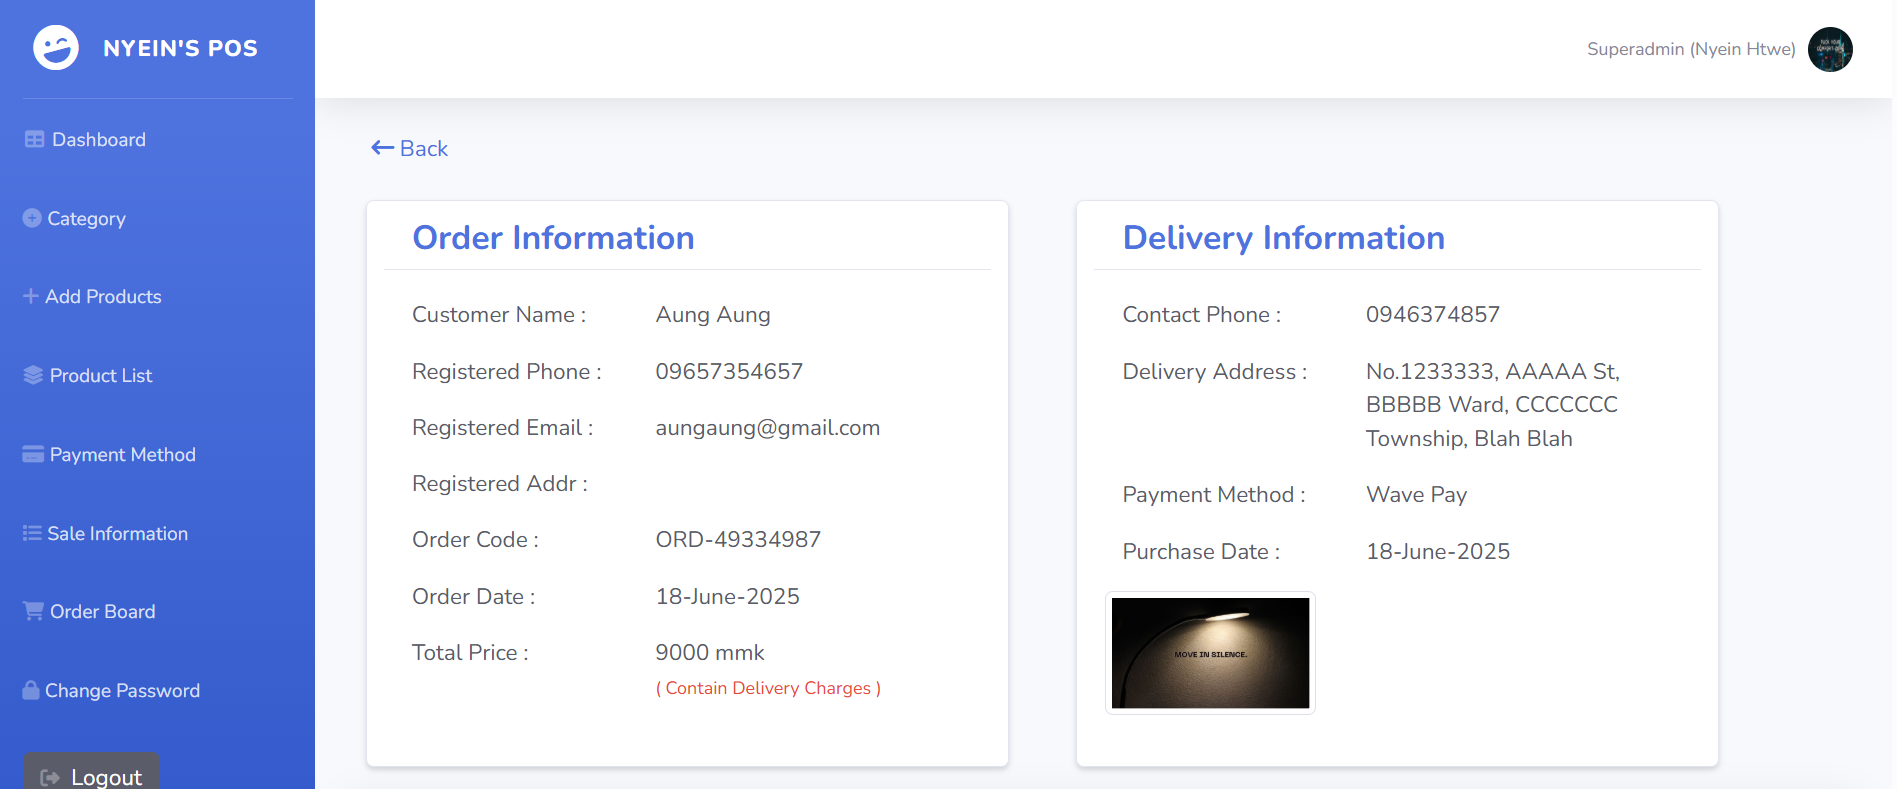 NYEIN'S POS
Superadmin (Nyein Htwe)
Dashboard
Category
Add Products
Product List
Payment Method
Sale Information
Order Board
Change Password
Logout
Back
Order Information
Customer Name : Aung Aung
Registered Phone : 09657354657
Registered Email : aungaung@gmail.com
Registered Addr :
Order Code : ORD-49334987
Order Date : 18-June-2025
Total Price : 9000 mmk
( Contain Delivery Charges )
Delivery Information
Contact Phone : 0946374857
Delivery Address : No.1233333, AAAAA St,
BBBBB Ward, CCCCCCC
Township, Blah Blah
Payment Method : Wave Pay
Purchase Date : 18-June-2025
MOVE IN SILENCE.